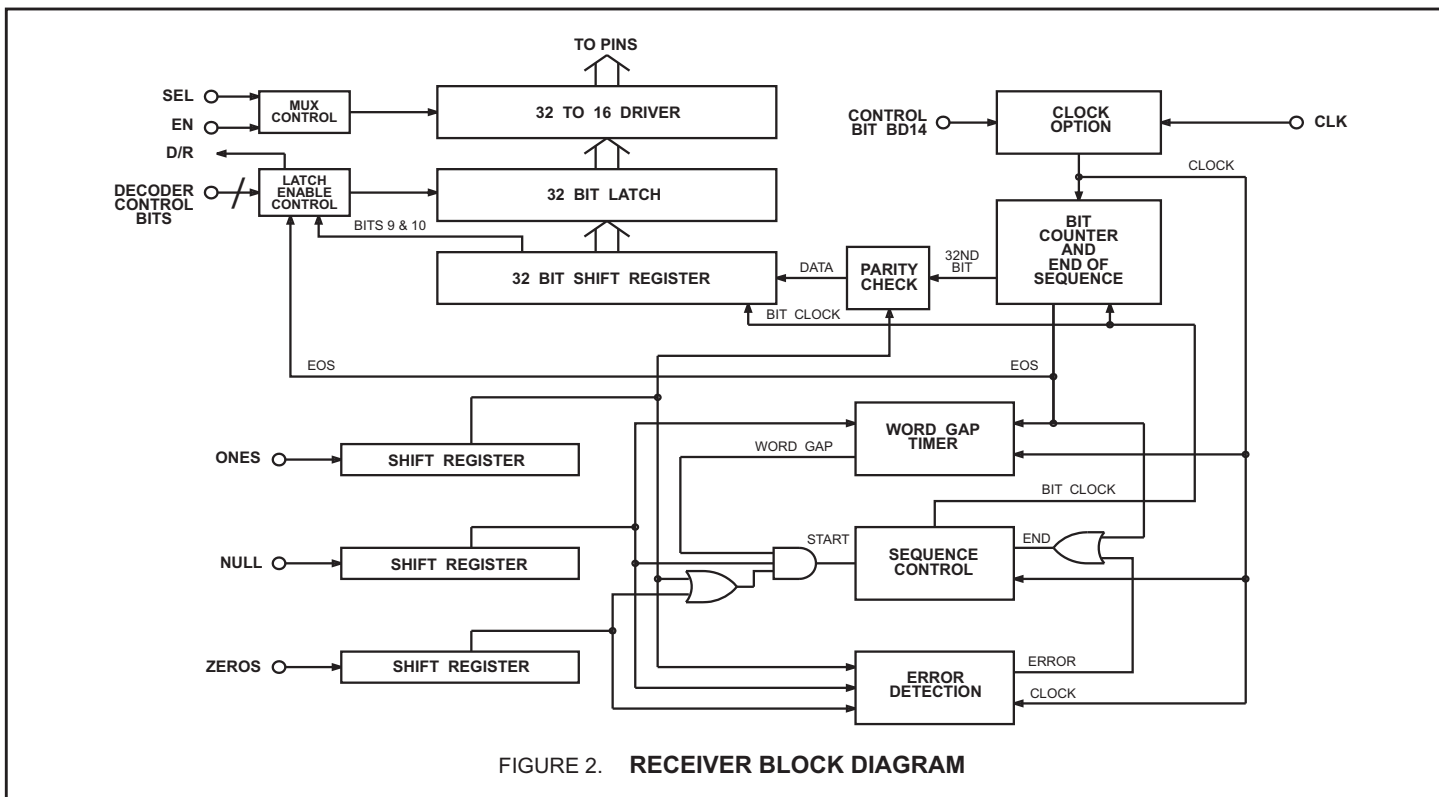 TO PINS
SEL
EN
D/R
DECODER
CONTROL
BITS
MUX
CONTROL
LATCH
ENABLE
CONTROL
32 TO 16 DRIVER
32 BIT LATCH
BITS 9 & 10
32 BIT SHIFT REGISTER
DATA
PARITY
CHECK
32ND
BIT
CONTROL
BIT BD14
CLOCK
OPTION
CLK
CLOCK
BIT
COUNTER
AND
END OF
SEQUENCE
BIT CLOCK
EOS
EOS
ONES
SHIFT REGISTER
WORD GAP
WORD GAP
TIMER
BIT CLOCK
NULL
SHIFT REGISTER
START
SEQUENCE
CONTROL
END
ZEROS
SHIFT REGISTER
ERROR
DETECTION
ERROR
CLOCK
FIGURE 2. RECEIVER BLOCK DIAGRAM